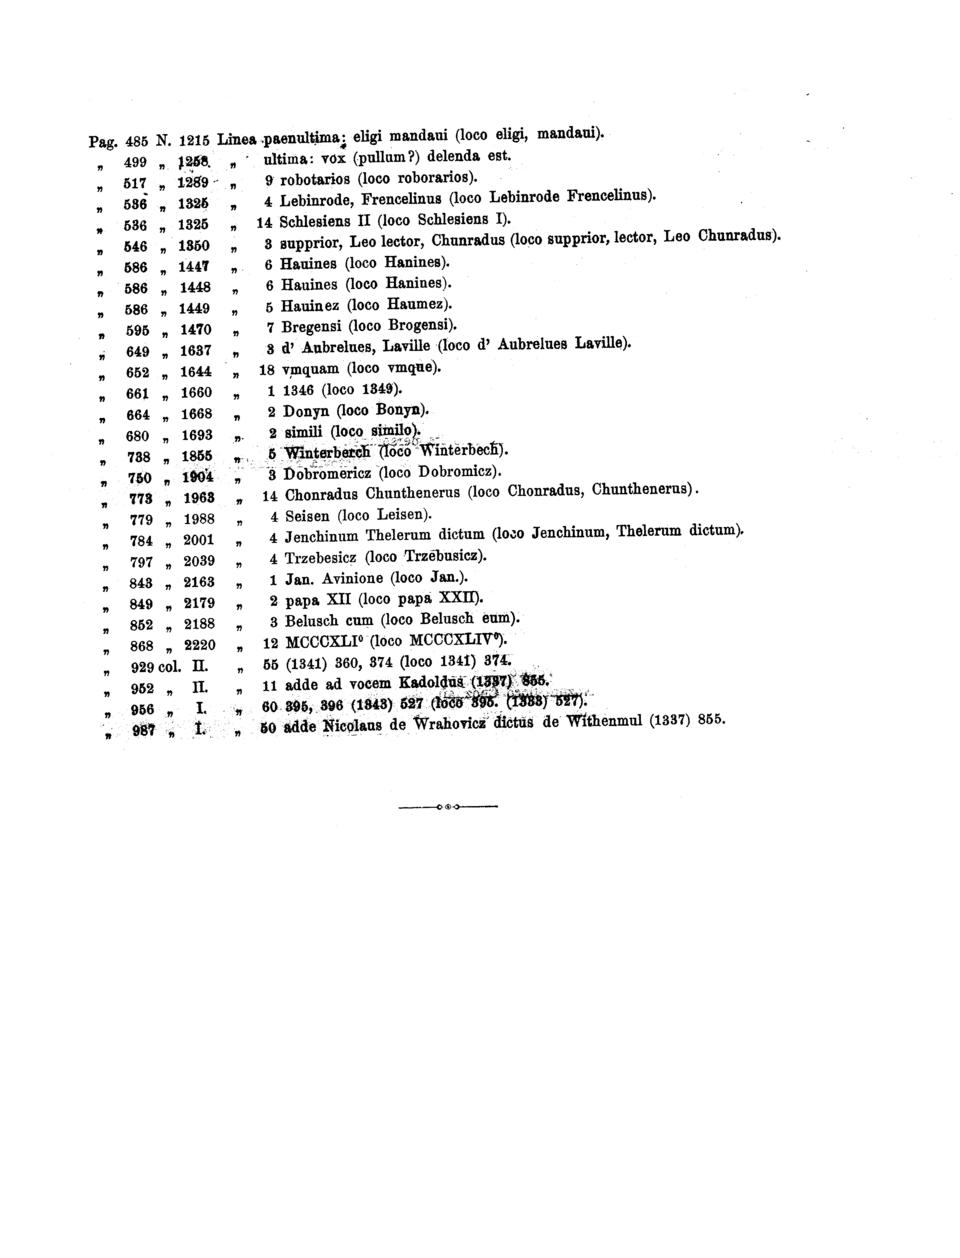 Pag. 485 N. 1215 Linea paenultima: eligi mandaui (loco eligi, mandaui).
„ 499 „ 1258. „ ultima: vox (pullum?) delenda est.
„ 517 „ 1289 „ 9 robotarios (loco roborarios).
„ 536 „ 1325 „ 4 Lebinrode, Frencelinus (loco Lebinrode Frencelinus).
„ 536 „ 1325 „ 14 Schlesiens II (loco Schlesiens I).
„ 546 „ 1350 „ 3 supprior, Leo lector, Chunradus (loco supprior, lector, Leo Chunradus).
„ 586 „ 1447 „ 6 Hauines (loco Hanines).
„ 586 „ 1448 „ 6 Hauines (loco Hanines).
„ 586 „ 1449 „ 5 Hauinez (loco Haumez).
„ 595 „ 1470 „ 7 Bregensi (loco Brogensi).
„ 649 „ 1637 „ 3 d' Aubrelues, Laville (loco d' Aubrelues Laville).
„ 652 „ 1644 „ 18 vmquam (loco vmque).
„ 661 „ 1660 „ 1 1346 (loco 1349).
„ 664 „ 1668 „ 2 Donyn (loco Bonyn).
„ 680 „ 1693 „ 2 simili (loco similo).
„ 738 „ 1855 „ 5 Winterberch (loco Winterbech).
„ 750 „ 1904 „ 3 Dobromericz (loco Dobromicz).
„ 773 „ 1963 „ 14 Chonradus Chunthenerus (loco Chonradus, Chunthenerus).
„ 779 „ 1988 „ 4 Seisen (loco Leisen).
„ 784 „ 2001 „ 4 Jenchinum Thelerum dictum (loco Jenchinum, Thelerum dictum).
„ 797 „ 2039 „ 4 Trzebesicz (loco Trzebusicz).
„ 843 „ 2163 „ 1 Jan. Avinione (loco Jan.).
„ 849 „ 2179 „ 2 papa XII (loco papa XXII).
„ 852 „ 2188 „ 3 Belusch cum (loco Belusch eum).
„ 868 „ 2220 „ 12 MCCCXLI⁰ (loco MCCCXLIV⁰).
„ 929 col. II. „ 55 (1341) 360, 374 (loco 1341) 374.
„ 952 „ II. „ 11 adde ad vocem Kadoldus (1337) 855.
„ 956 „ I. „ 60 395, 396 (1343) 527 (loco 395. (1333) 527).
„ 987 „ I. „ 50 adde Nicolaus de Wrahovicz dictus de Withenmul (1337) 855.